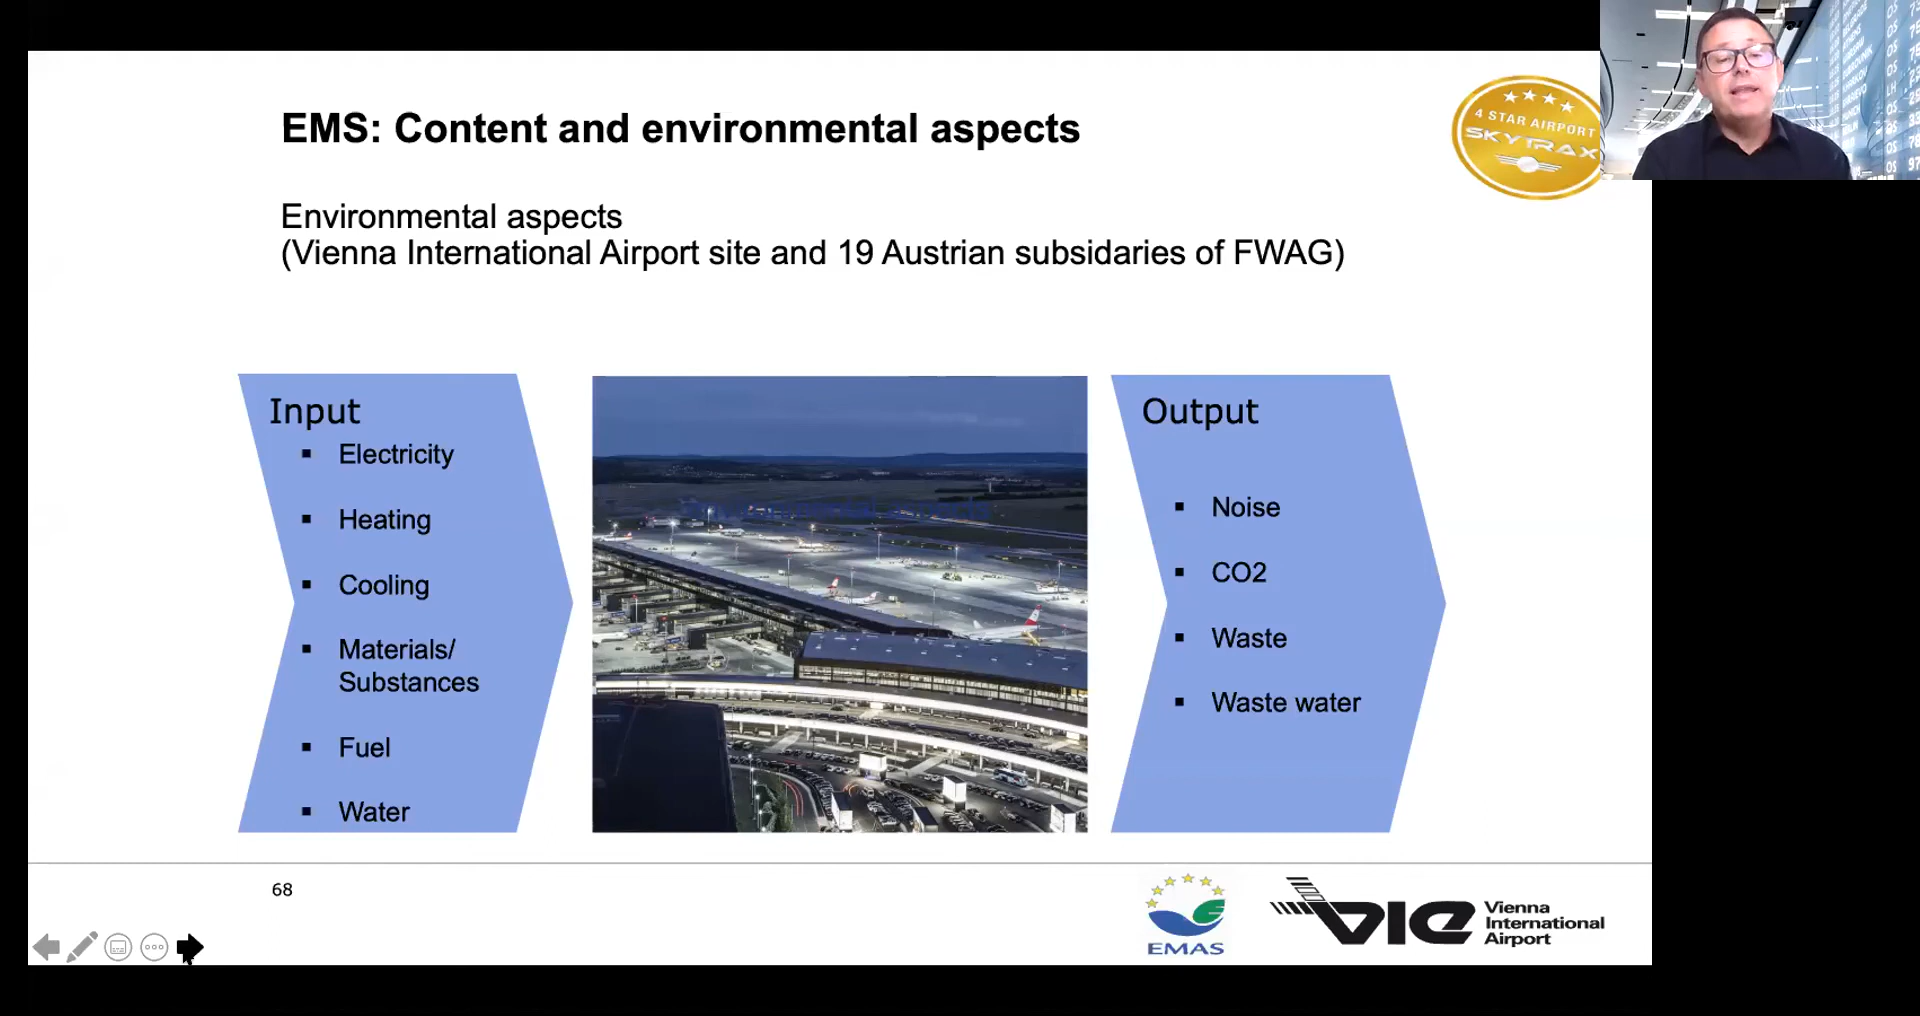 EMS: Content and environmental aspects
4 STAR AIRPORT
SKYTRAX
Environmental aspects
(Vienna International Airport site and 19 Austrian subsidaries of FWAG)
Input
▪ Electricity
▪ Heating
▪ Cooling
▪ Materials/
Substances
▪ Fuel
▪ Water
Environmental aspects
Output
▪ Noise
▪ CO2
▪ Waste
▪ Waste water
68
EMAS
VIE
Vienna
International
Airport